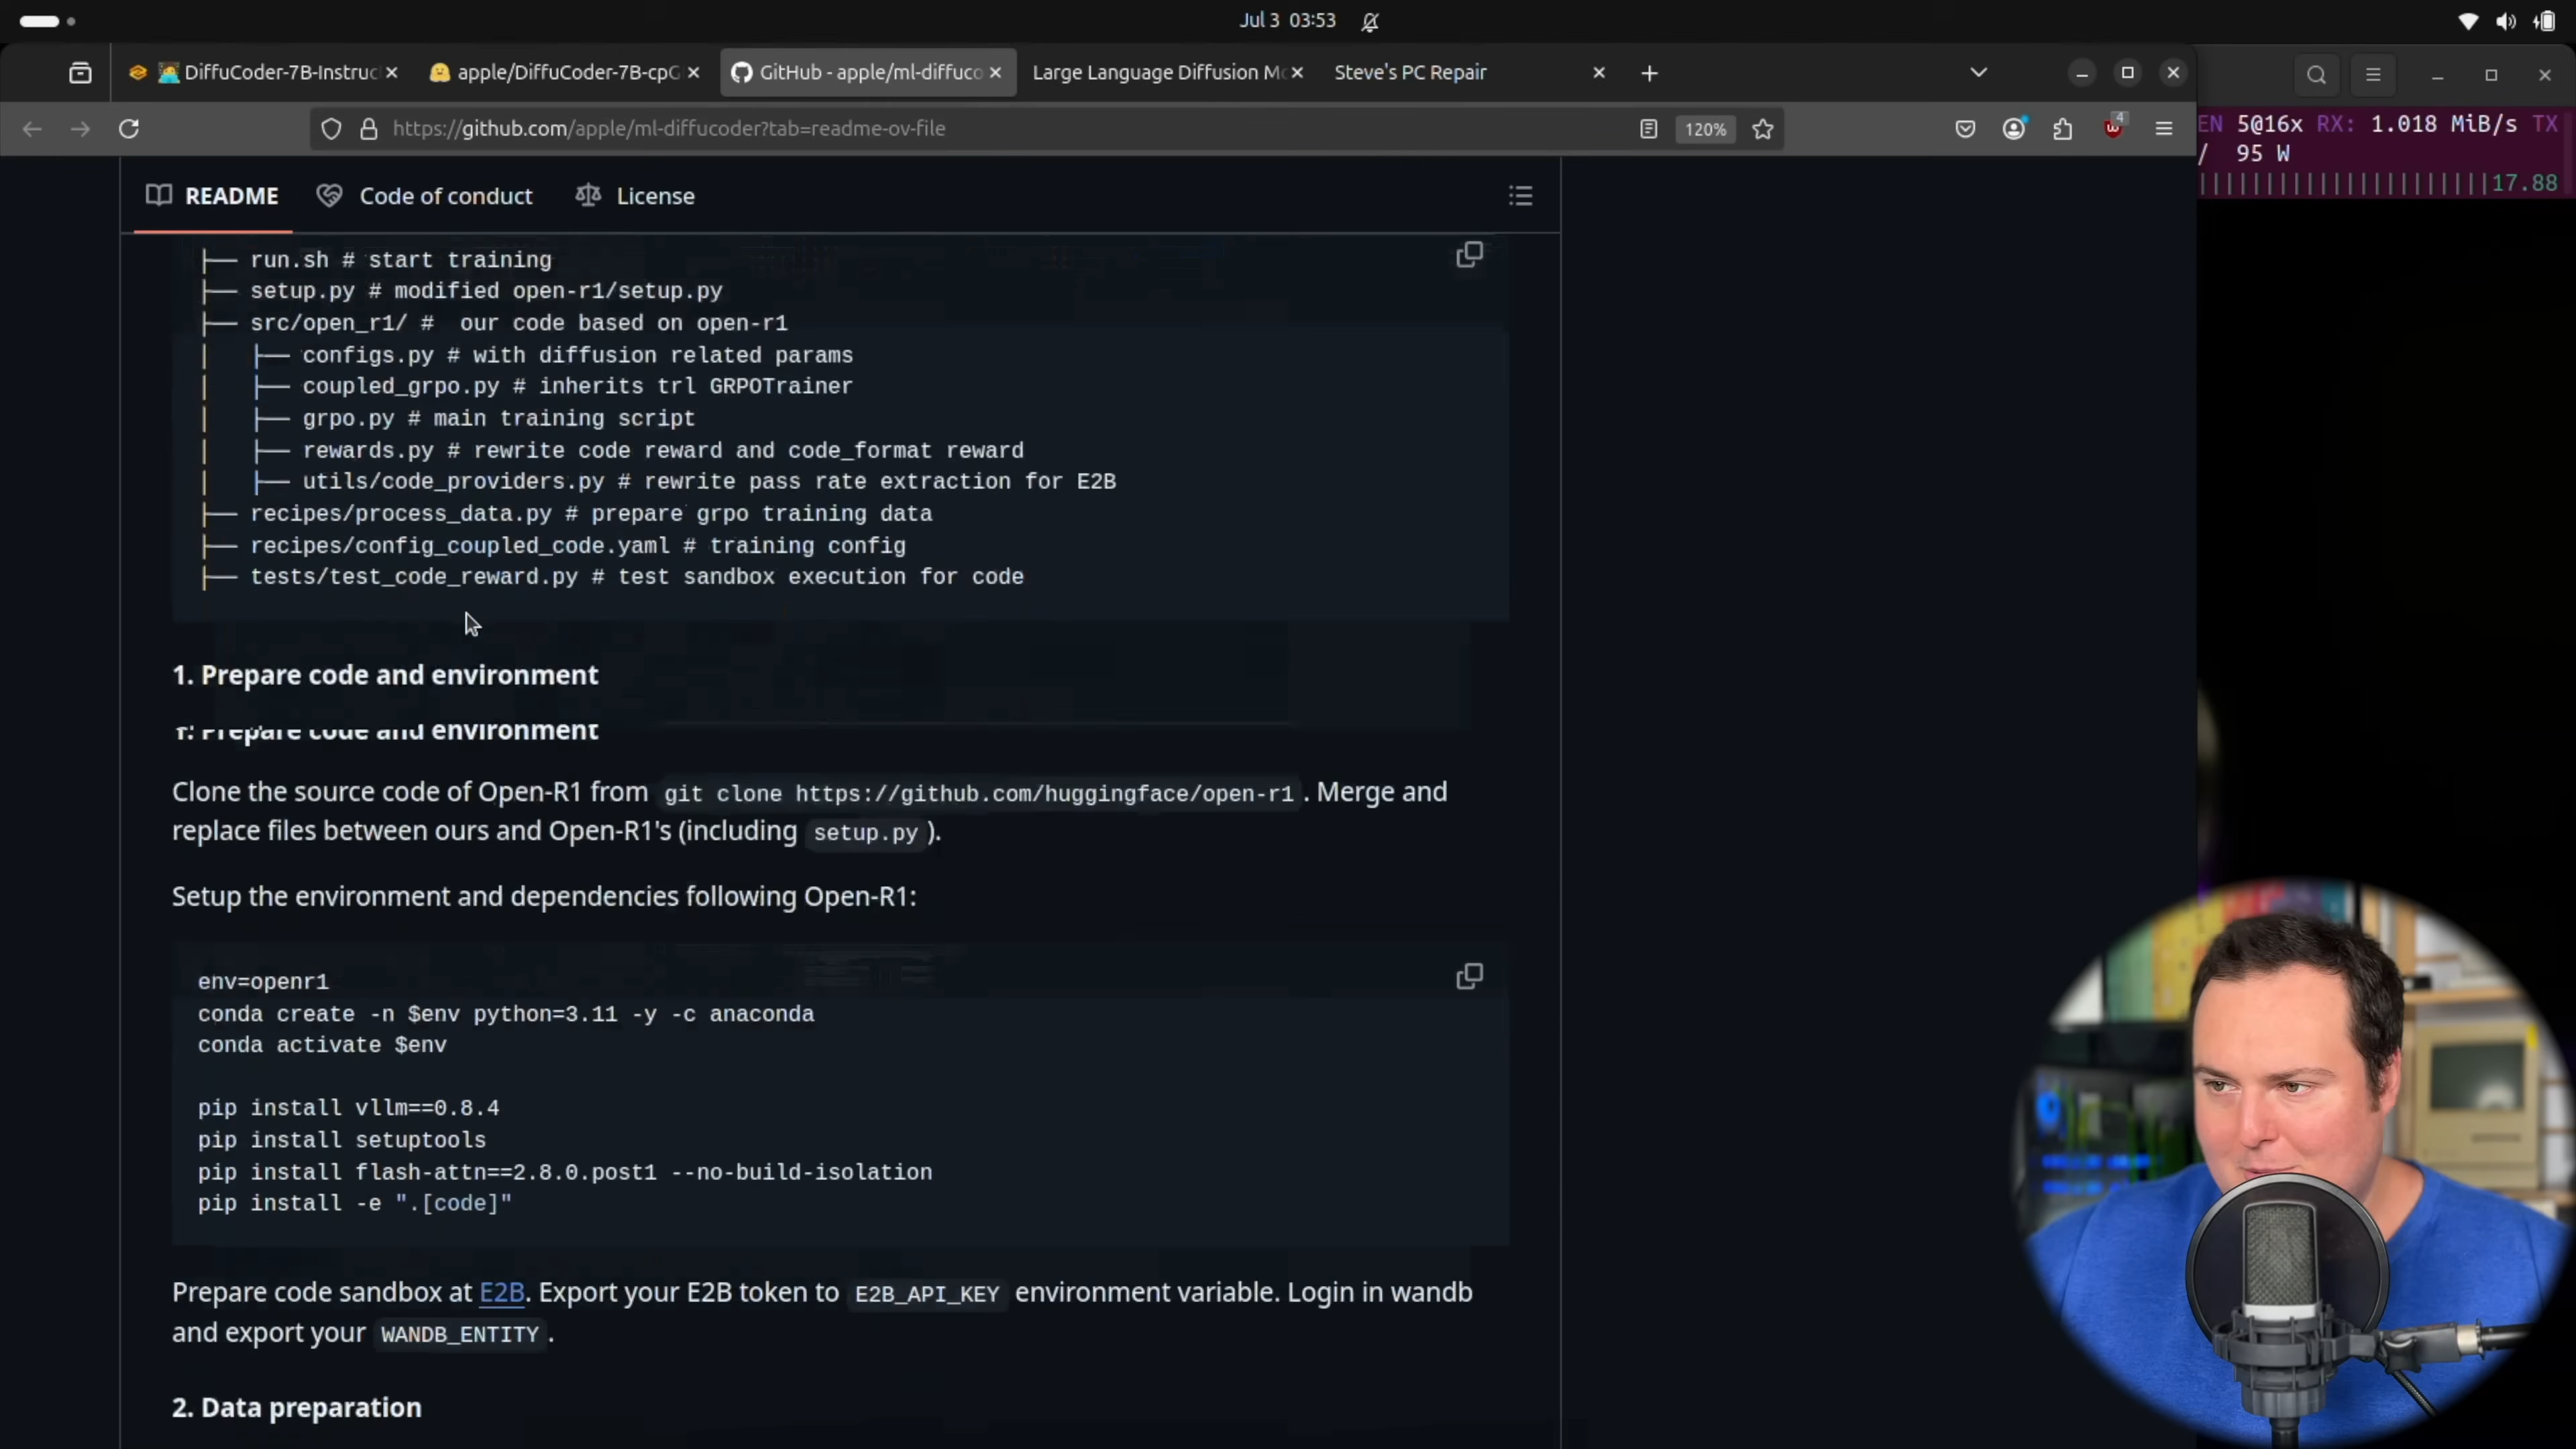 Jul 3 03:53
DiffuCoder-7B-Instruc
apple/DiffuCoder-7B-cpG
GitHub - apple/ml-diffuco
Large Language Diffusion Mo
Steve's PC Repair
https://github.com/apple/ml-diffucoder?tab=readme-ov-file
120%
4
EN 5@16x RX: 1.018 MiB/s TX
/ 95 W
||||||||||||||||||||||17.88
README
Code of conduct
License
├── run.sh # start training
├── setup.py # modified open-r1/setup.py
├── src/open_r1/ #  our code based on open-r1
│   ├── configs.py # with diffusion related params
│   ├── coupled_grpo.py # inherits trl GRPOTrainer
│   ├── grpo.py # main training script
│   ├── rewards.py # rewrite code reward and code_format reward
│   ├── utils/code_providers.py # rewrite pass rate extraction for E2B
├── recipes/process_data.py # prepare grpo training data
├── recipes/config_coupled_code.yaml # training config
├── tests/test_code_reward.py # test sandbox execution for code
1. Prepare code and environment
1. Prepare code and environment
Clone the source code of Open-R1 from git clone https://github.com/huggingface/open-r1 . Merge and
replace files between ours and Open-R1's (including setup.py ).
Setup the environment and dependencies following Open-R1:
env=openr1
conda create -n $env python=3.11 -y -c anaconda
conda activate $env
pip install vllm==0.8.4
pip install setuptools
pip install flash-attn==2.8.0.post1 --no-build-isolation
pip install -e ".[code]"
Prepare code sandbox at E2B. Export your E2B token to E2B_API_KEY environment variable. Login in wandb
and export your WANDB_ENTITY .
2. Data preparation